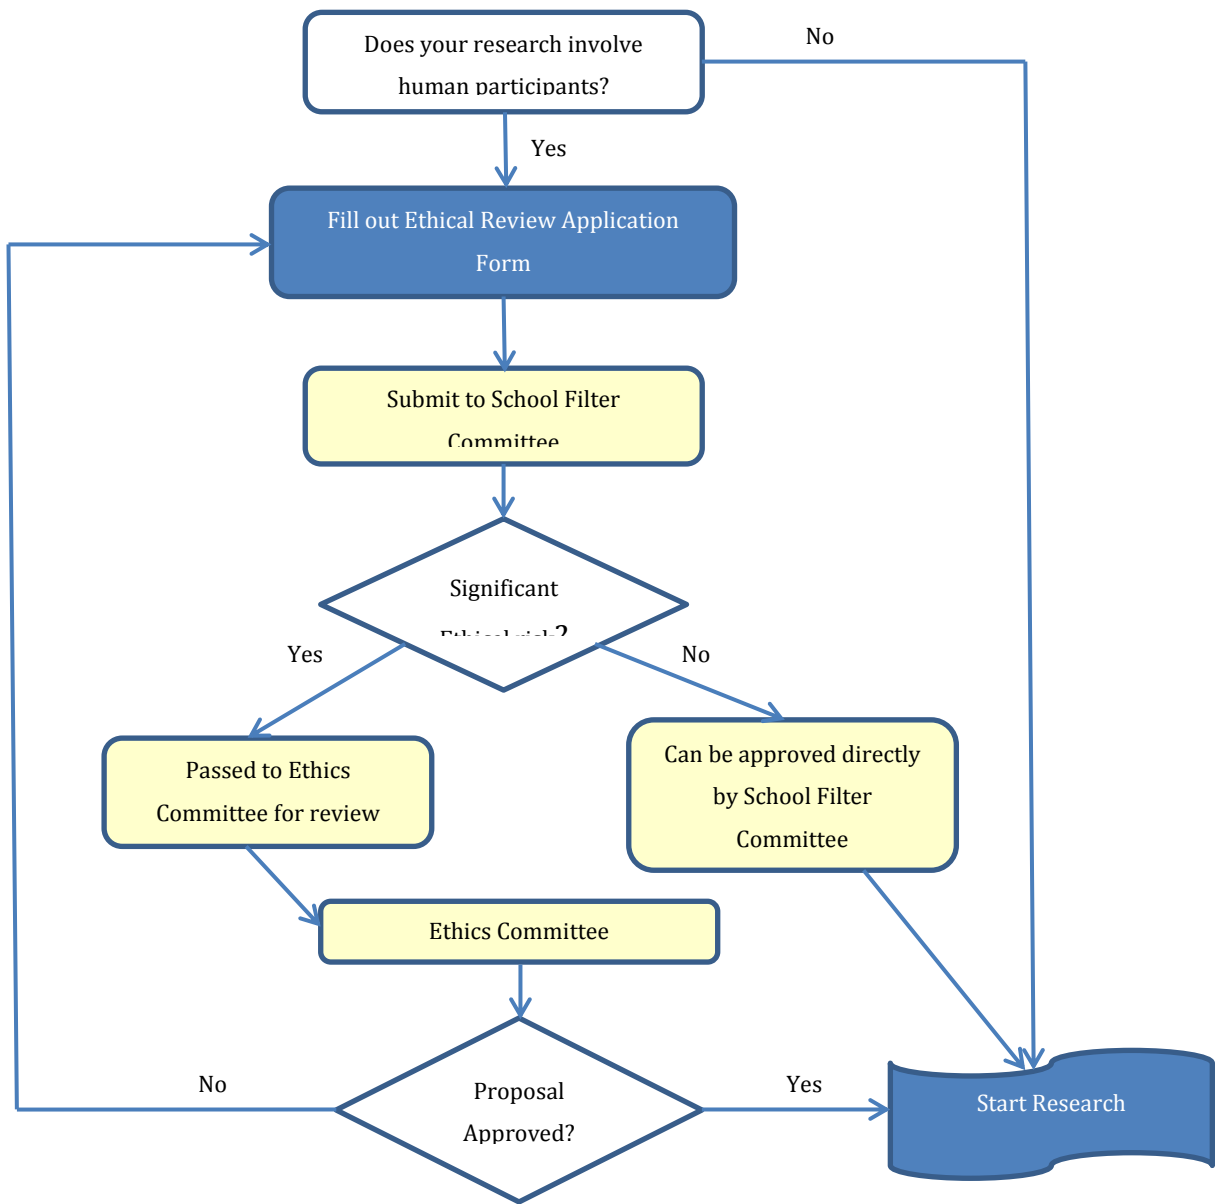 Does your research involve
human participants?
No
Yes
Fill out Ethical Review Application
Form
Submit to School Filter
Committee
Significant
Ethical risk?
Yes
No
Passed to Ethics
Committee for review
Can be approved directly
by School Filter
Committee
Ethics Committee
No
Proposal
Approved?
Yes
Start Research